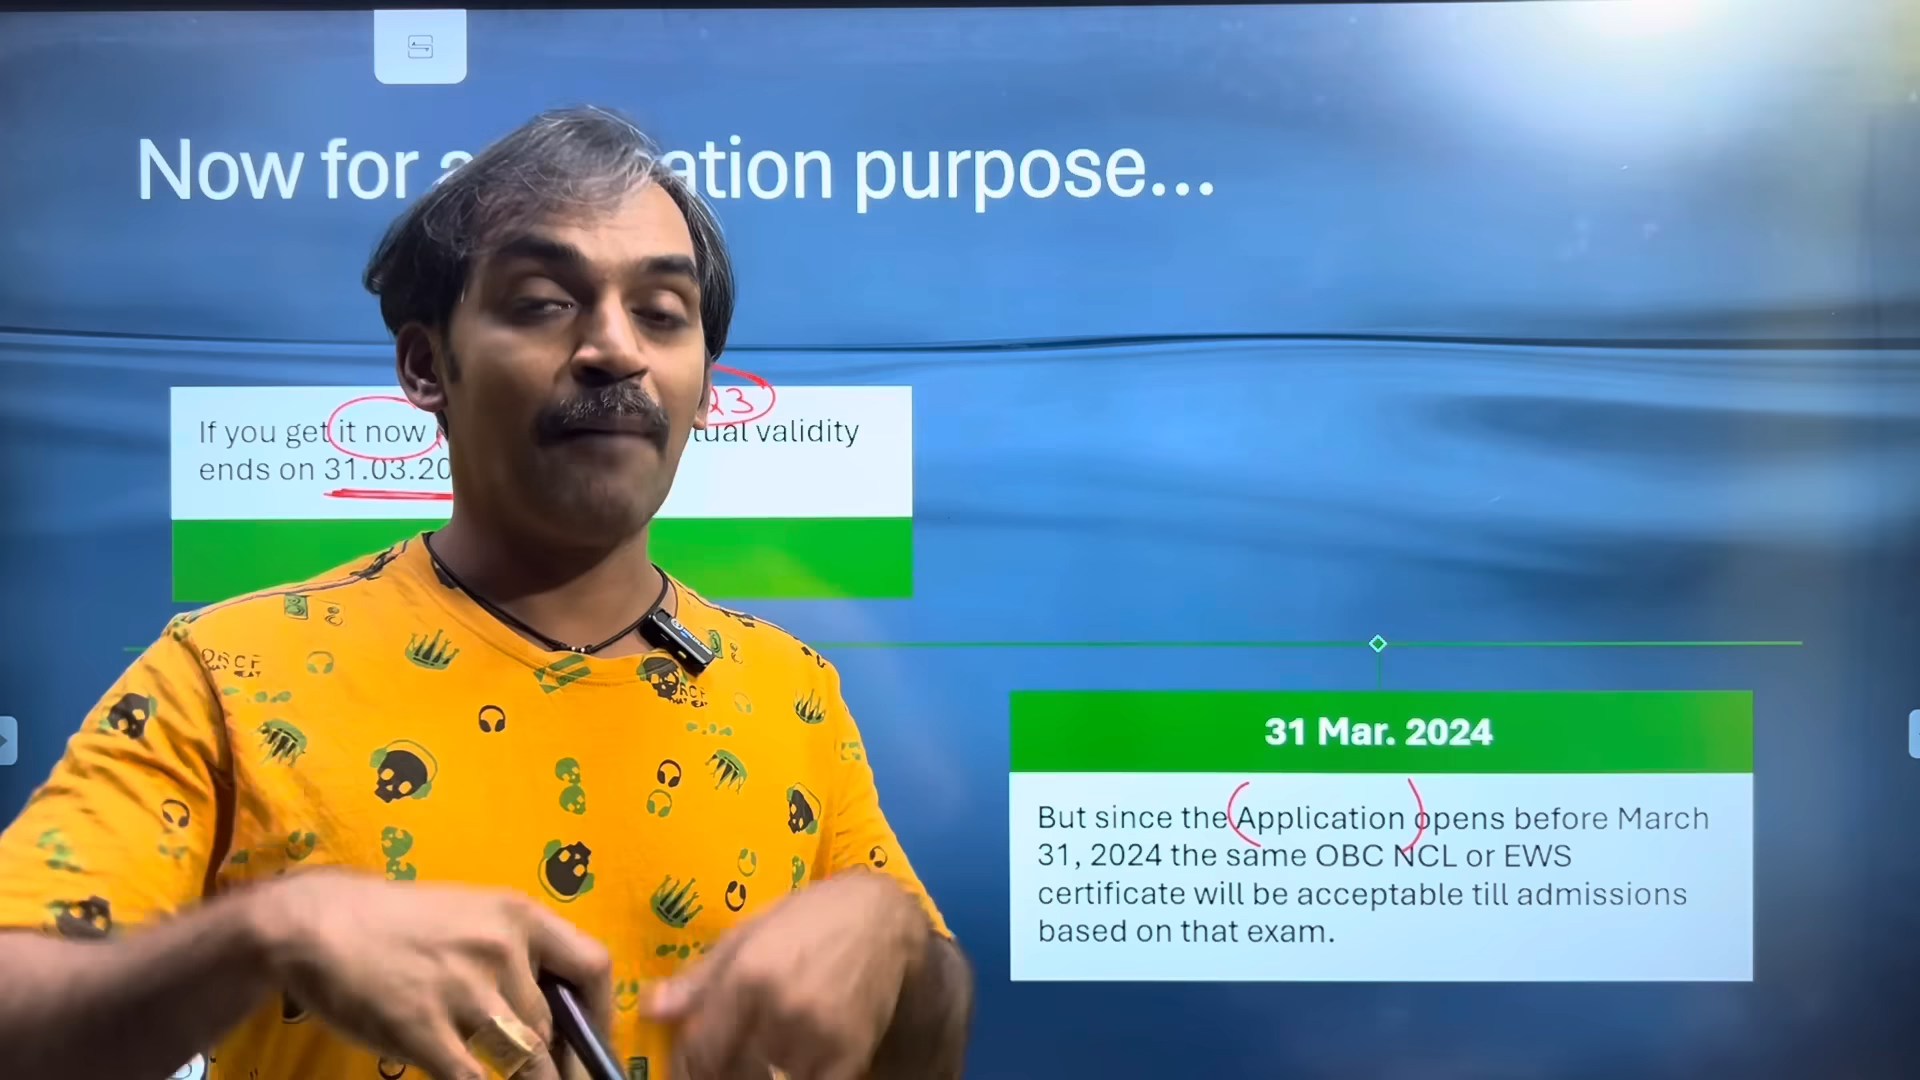 Now for a ation purpose...
23
If you get it now tual validity
ends on 31.03.20
31 Mar. 2024
But since the Application opens before March
31, 2024 the same OBC NCL or EWS
certificate will be acceptable till admissions
based on that exam.